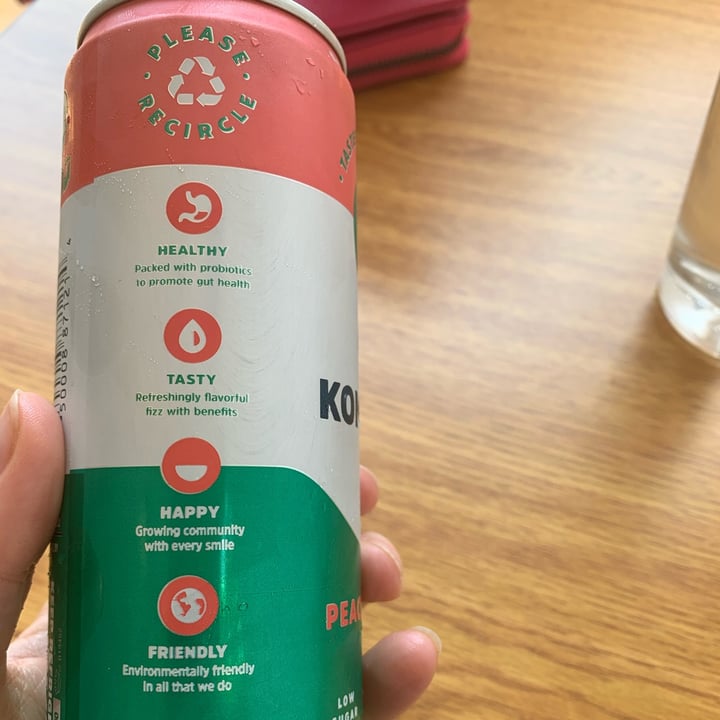 PLEASE
RECIRCLE
HEALTHY
Packed with probiotics
to promote gut health
TASTY
Refreshingly flavorful
fizz with benefits
HAPPY
Growing community
with every smile
FRIENDLY
Environmentally friendly
in all that we do
KO
PEA
LOW